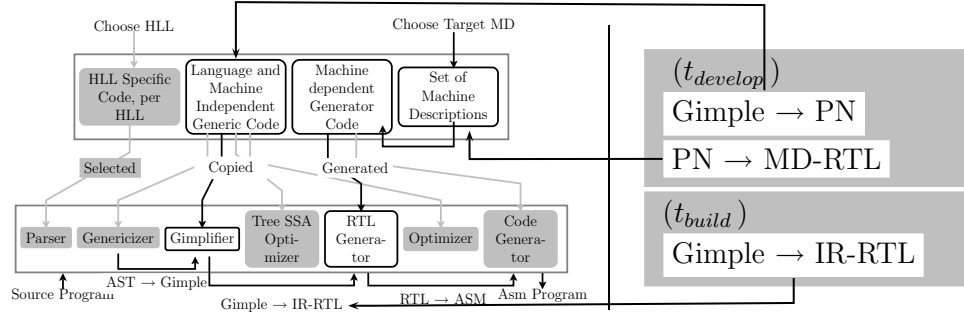 Choose HLL
Choose Target MD
HLL Specific
Code, per
HLL
Language and
Machine
Independent
Generic Code
Machine
dependent
Generator
Code
Set of
Machine
Descriptions
Selected
Copied
Generated
Parser
Genericizer
Gimplifier
Tree SSA
Opti-
mizer
RTL
Genera-
tor
Optimizer
Code
Genera-
tor
AST → Gimple
Source Program
Gimple → IR-RTL
RTL → ASM
Asm Program
(t_develop)
Gimple → PN
PN → MD-RTL
(t_build)
Gimple → IR-RTL